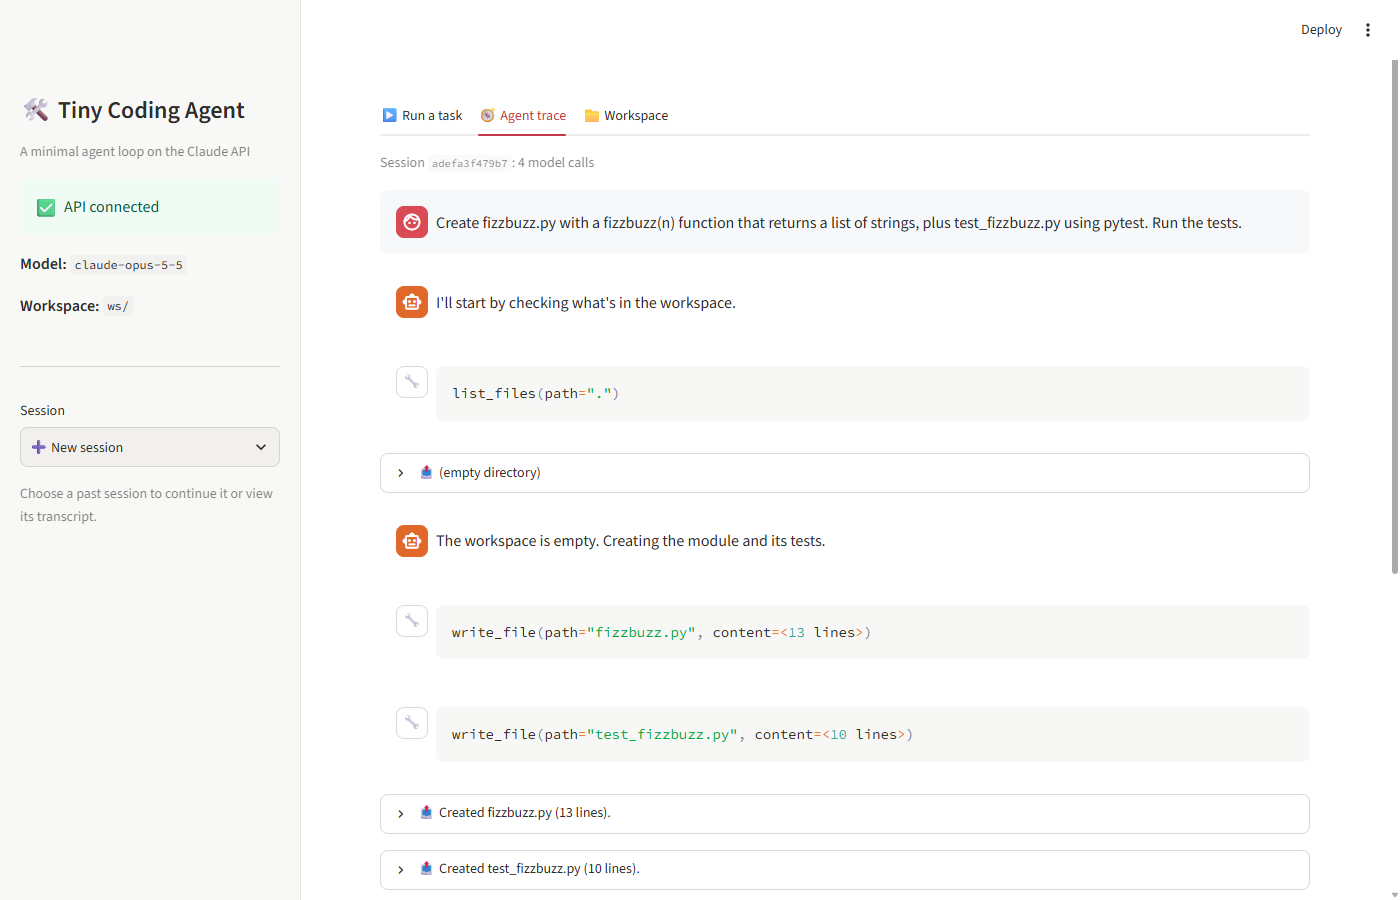 Deploy
Tiny Coding Agent
A minimal agent loop on the Claude API
API connected
Model: claude-opus-5-5
Workspace: ws/
Session
New session
Choose a past session to continue it or view
its transcript.
Run a task
Agent trace
Workspace
Session adefa3f479b7 : 4 model calls
Create fizzbuzz.py with a fizzbuzz(n) function that returns a list of strings, plus test_fizzbuzz.py using pytest. Run the tests.
I'll start by checking what's in the workspace.
list_files(path=".")
(empty directory)
The workspace is empty. Creating the module and its tests.
write_file(path="fizzbuzz.py", content=<13 lines>)
write_file(path="test_fizzbuzz.py", content=<10 lines>)
Created fizzbuzz.py (13 lines).
Created test_fizzbuzz.py (10 lines).